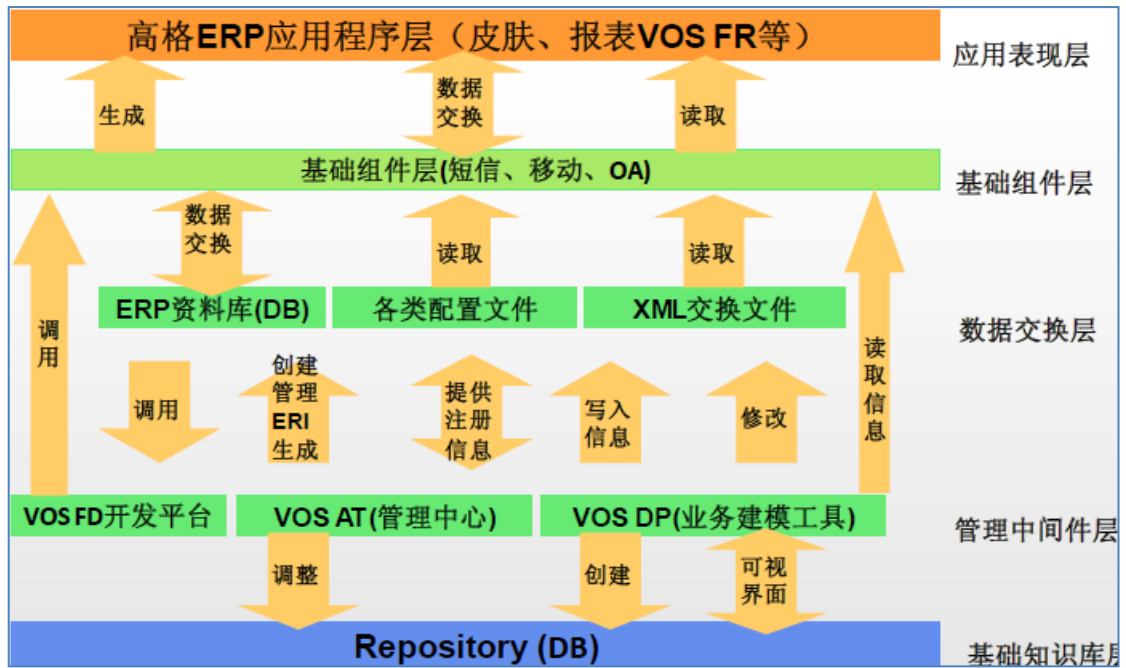 高格ERP应用程序层（皮肤、报表VOS FR等）
应用表现层
生成
数据
交换
读取
基础组件层(短信、移动、OA)
基础组件层
数据
交换
读取
读取
ERP资料库(DB)
各类配置文件
XML交换文件
数据交换层
调
用
调用
创建
管理
ERI
生成
提供
注册
信息
写入
信息
修改
读
取
信
息
VOS FD开发平台
VOS AT(管理中心)
VOS DP(业务建模工具)
管理中间件层
调整
创建
可视
界面
Repository (DB)
基础知识库层